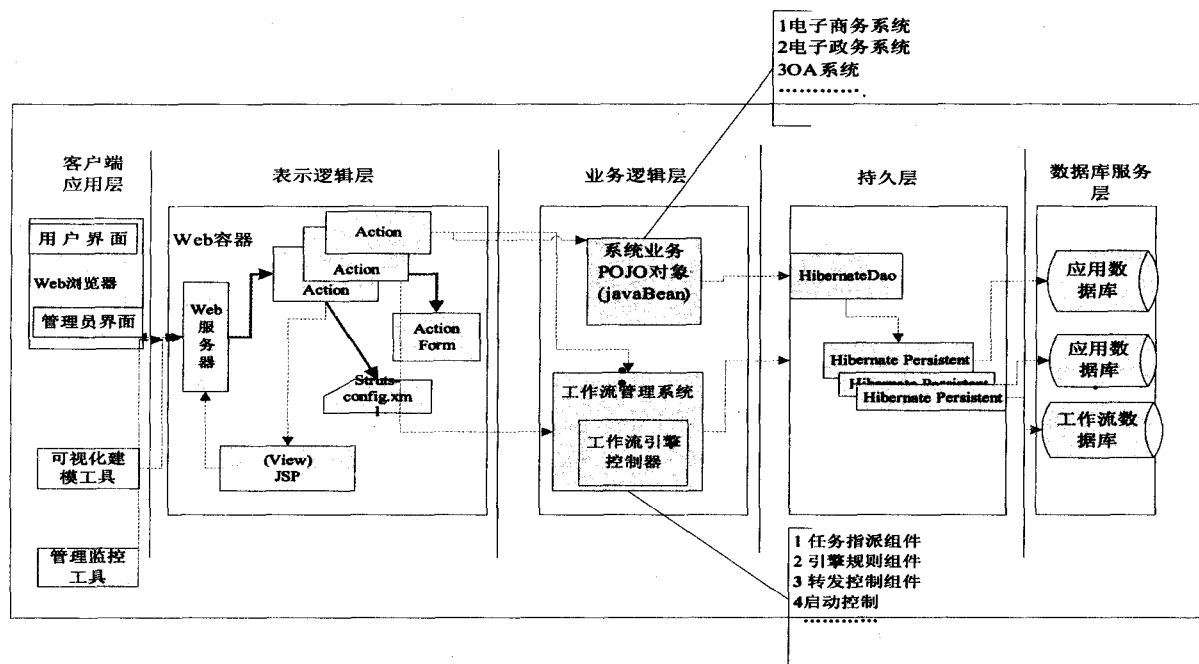 1电子商务系统
2电子政务系统
3OA系统
............
客户端
应用层
表示逻辑层
业务逻辑层
持久层
数据库服务
层
用户界面
Web浏览器
管理员界面
可视化建
模工具
管理监控
工具
Web容器
Web
服
务
器
Action
Action
Action
Action
Form
Struts-
config.xm
l
(View)
JSP
系统业务
POJO对象
(javaBean)
工作流管理系统
工作流引擎
控制器
HibernateDao
Hibernate Persistent
Hibernate Persistent
Hibernate Persistent
应用数
据库
应用数
据库
工作流数
据库
1 任务指派组件
2 引擎规则组件
3 转发控制组件
4启动控制
............